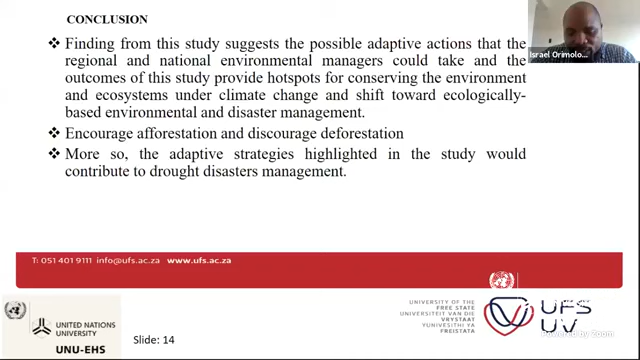 CONCLUSION
❖ Finding from this study suggests the possible adaptive actions that the
regional and national environmental managers could take and the
outcomes of this study provide hotspots for conserving the environment
and ecosystems under climate change and shift toward ecologically-
based environmental and disaster management.
❖ Encourage afforestation and discourage deforestation
❖ More so, the adaptive strategies highlighted in the study would
contribute to drought disasters management.
Israel Orimolo...
T: 051 401 9111 info@ufs.ac.za www.ufs.ac.za
UNITED NATIONS
UNIVERSITY
UNU-EHS
Slide: 14
UNIVERSITY OF THE
FREE STATE
UNIVERSITEIT VAN DIE
VRYSTAAT
YUNIVESITHI YA
FREISTATA
UFS
UV
Powered by Zoom